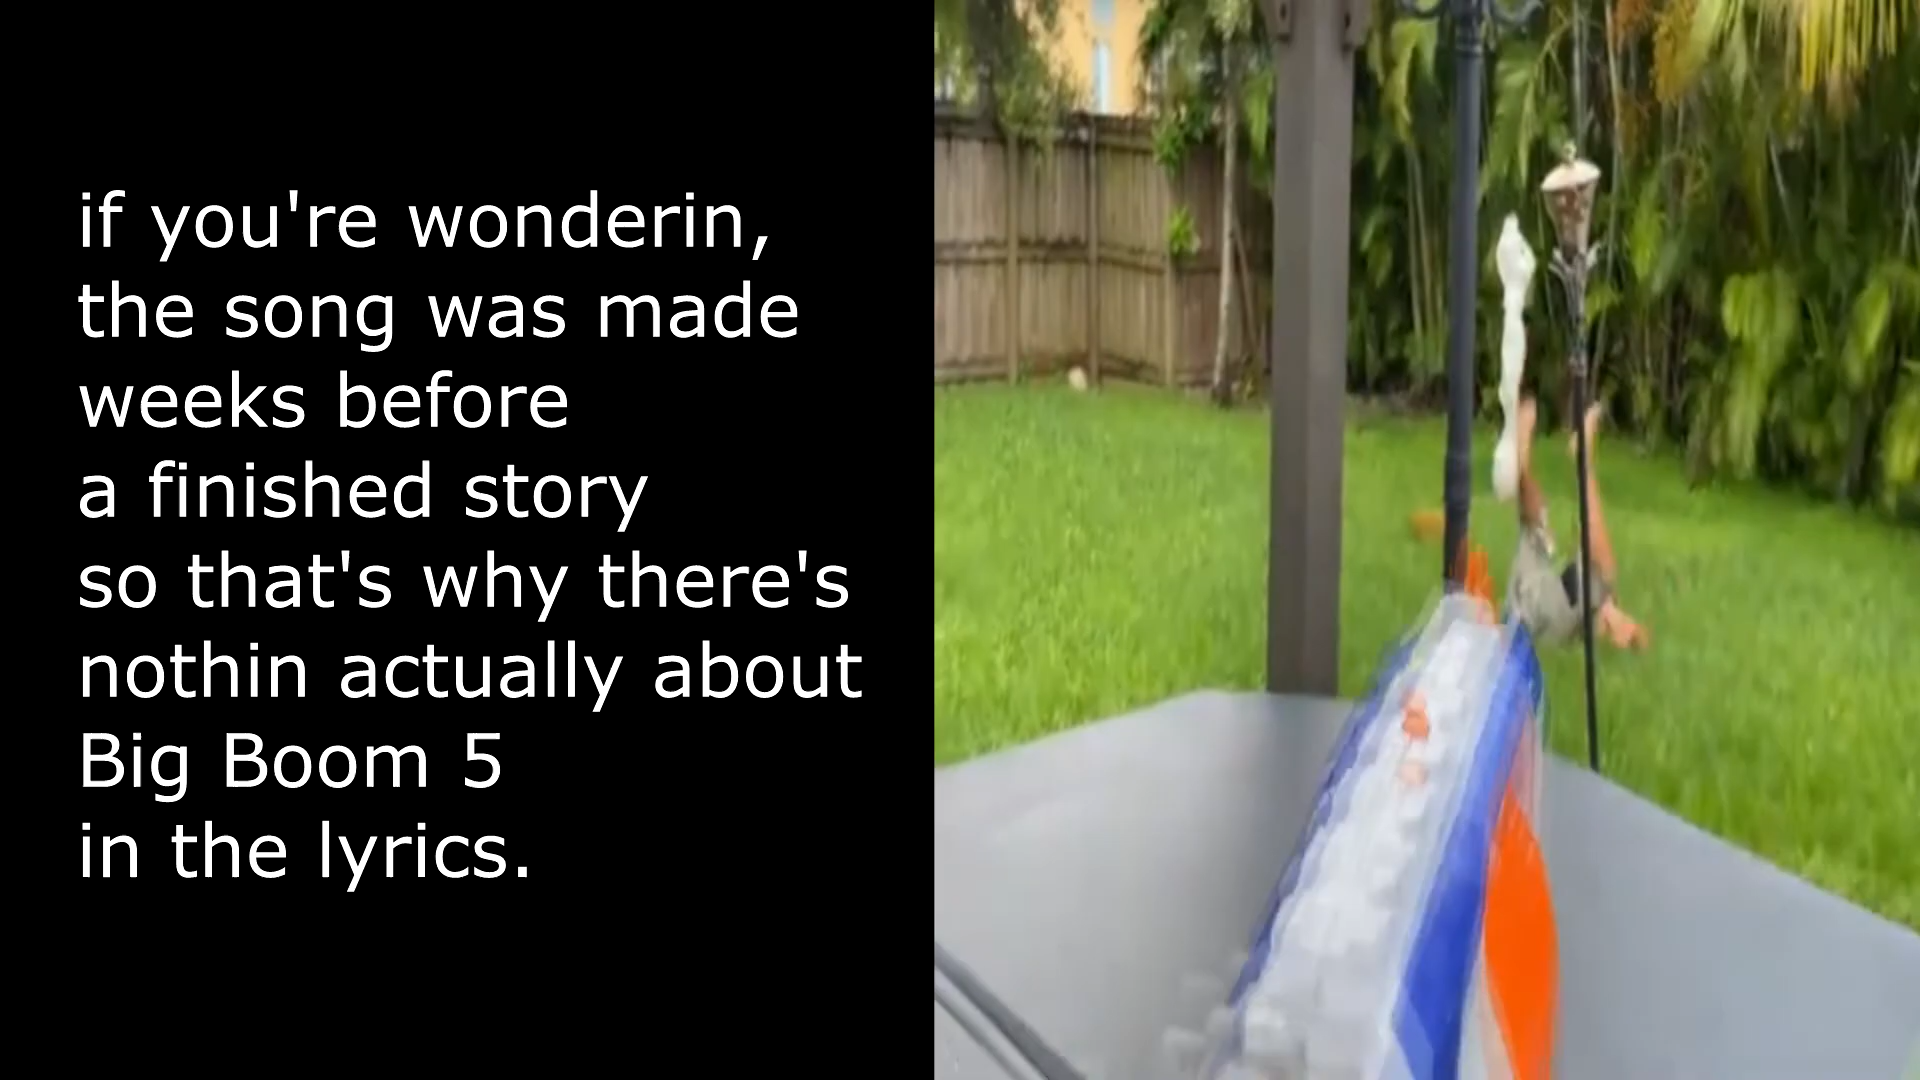 if you're wonderin,
the song was made
weeks before
a finished story
so that's why there's
nothin actually about
Big Boom 5
in the lyrics.